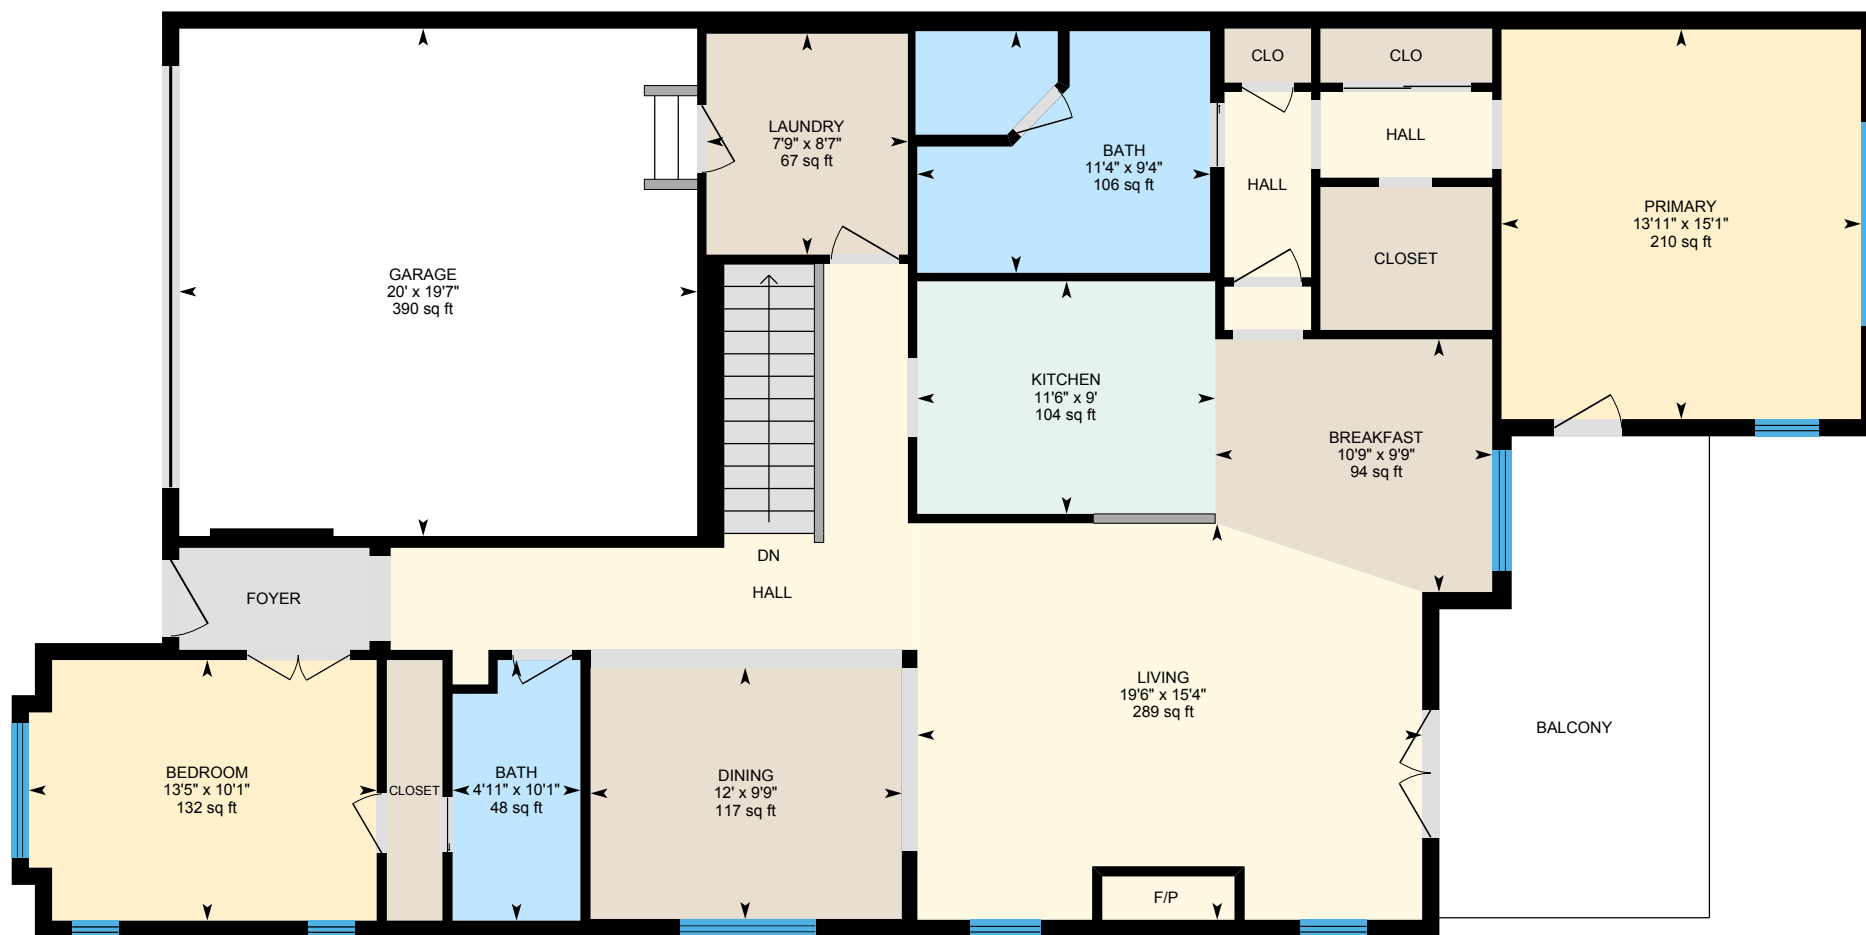 CLO
CLO
LAUNDRY
7'9" x 8'7"
67 sq ft
BATH
11'4" x 9'4"
106 sq ft
HALL
HALL
PRIMARY
13'11" x 15'1"
210 sq ft
CLOSET
GARAGE
20' x 19'7"
390 sq ft
KITCHEN
11'6" x 9'
104 sq ft
BREAKFAST
10'9" x 9'9"
94 sq ft
DN
HALL
FOYER
LIVING
19'6" x 15'4"
289 sq ft
BALCONY
BEDROOM
13'5" x 10'1"
132 sq ft
CLOSET
BATH
4'11" x 10'1"
48 sq ft
DINING
12' x 9'9"
117 sq ft
F/P